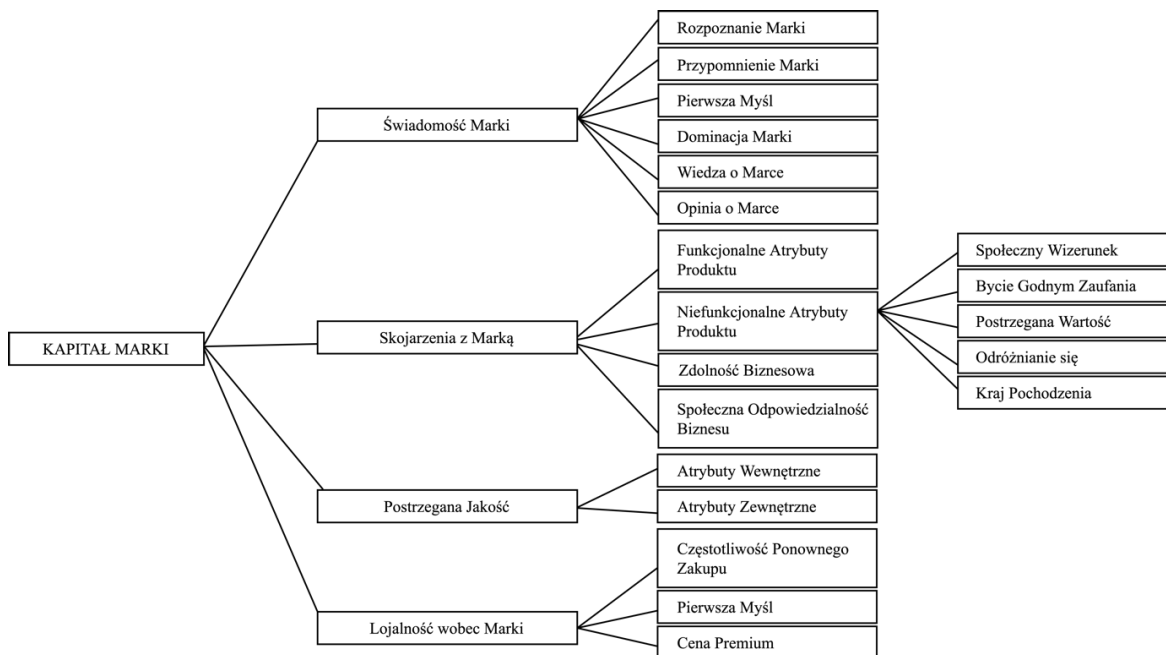 KAPITAŁ MARKI
Świadomość Marki
Rozpoznanie Marki
Przypomnienie Marki
Pierwsza Myśl
Dominacja Marki
Wiedza o Marce
Opinia o Marce
Skojarzenia z Marką
Funkcjonalne Atrybuty
Produktu
Niefunkcjonalne Atrybuty
Produktu
Społeczny Wizerunek
Bycie Godnym Zaufania
Postrzegana Wartość
Odróżnianie się
Kraj Pochodzenia
Zdolność Biznesowa
Społeczna Odpowiedzialność
Biznesu
Postrzegana Jakość
Atrybuty Wewnętrzne
Atrybuty Zewnętrzne
Lojalność wobec Marki
Częstotliwość Ponownego
Zakupu
Pierwsza Myśl
Cena Premium